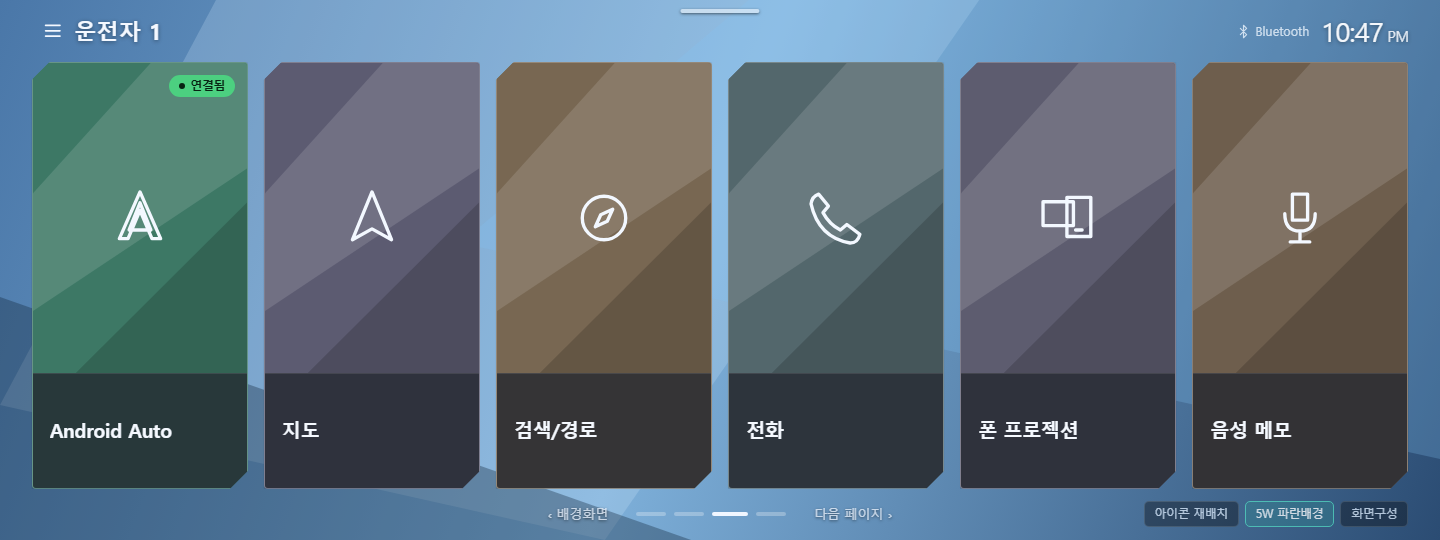 운전자 1
Bluetooth 10:47 PM
연결됨
Android Auto
지도
검색/경로
전화
폰 프로젝션
음성 메모
‹ 배경화면
다음 페이지 ›
아이콘 재배치
5W 파란배경
화면구성